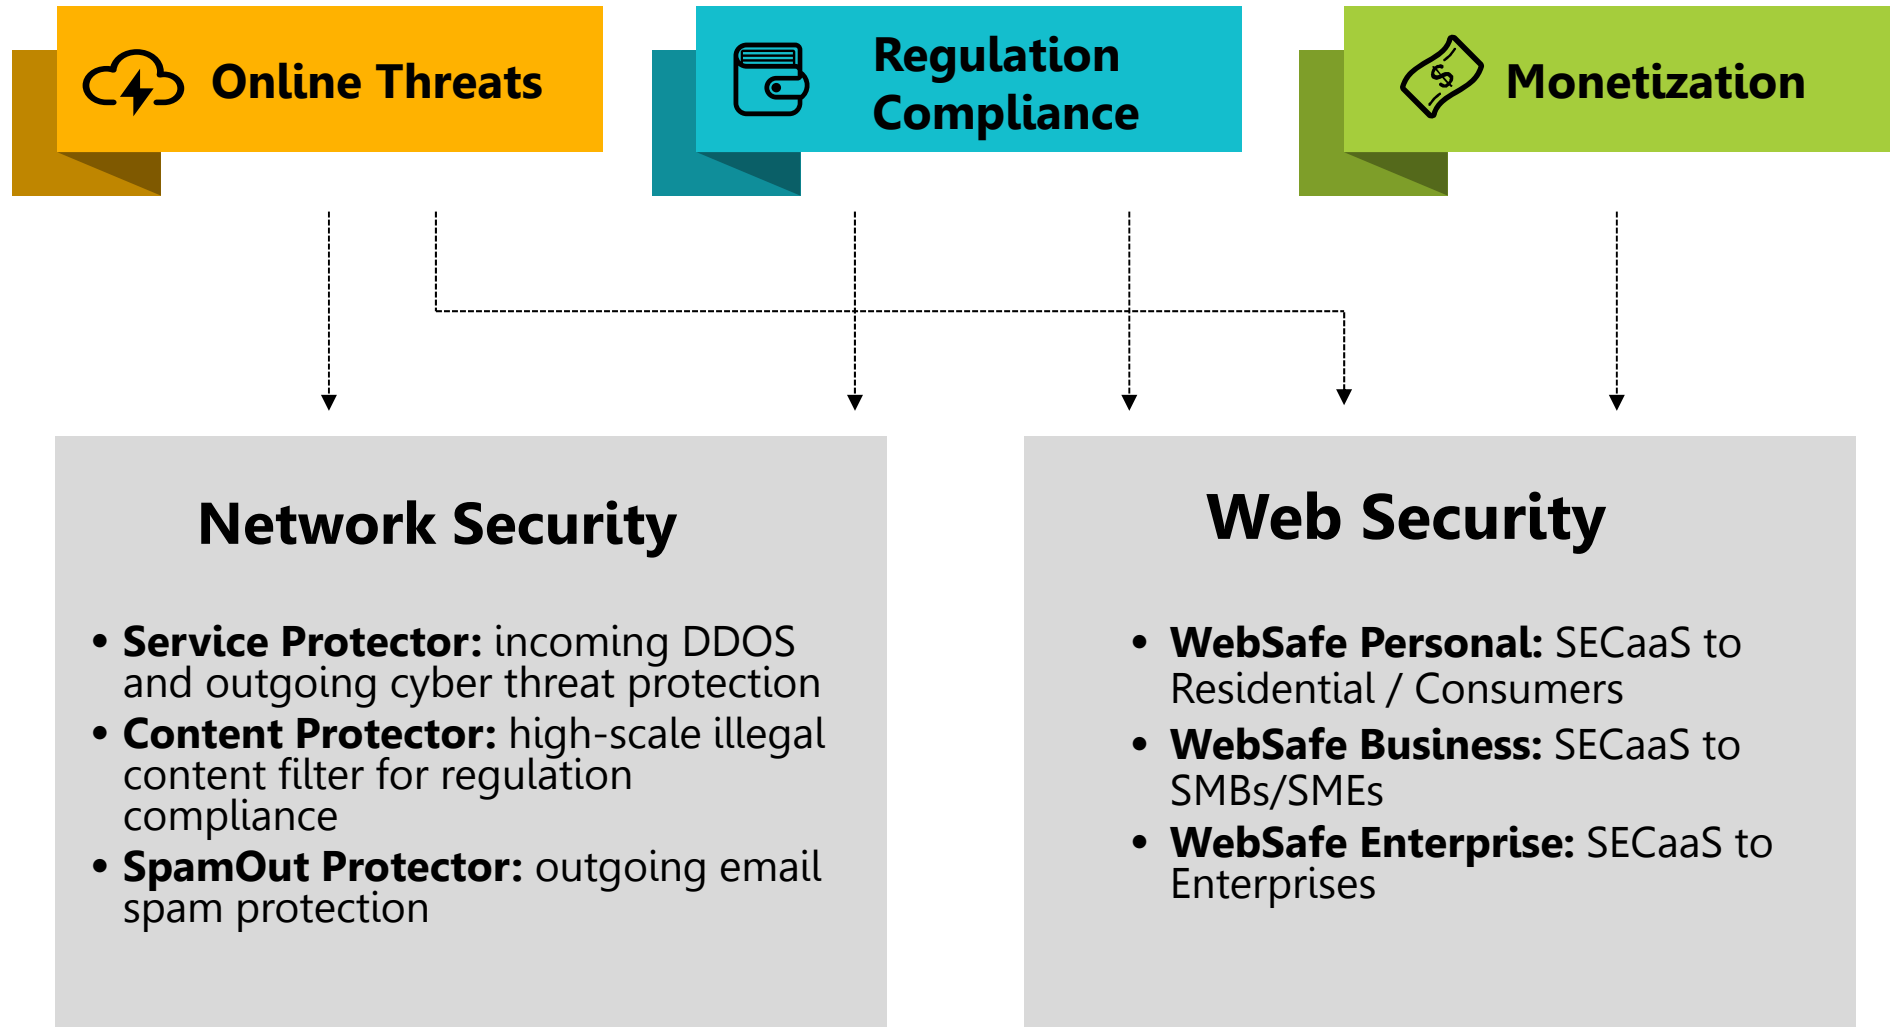 Online Threats
Regulation
Compliance
$
Monetization
Network Security
• Service Protector: incoming DDOS
and outgoing cyber threat protection
• Content Protector: high-scale illegal
content filter for regulation
compliance
• SpamOut Protector: outgoing email
spam protection
Web Security
• WebSafe Personal: SECaaS to
Residential / Consumers
• WebSafe Business: SECaaS to
SMBs/SMEs
• WebSafe Enterprise: SECaaS to
Enterprises